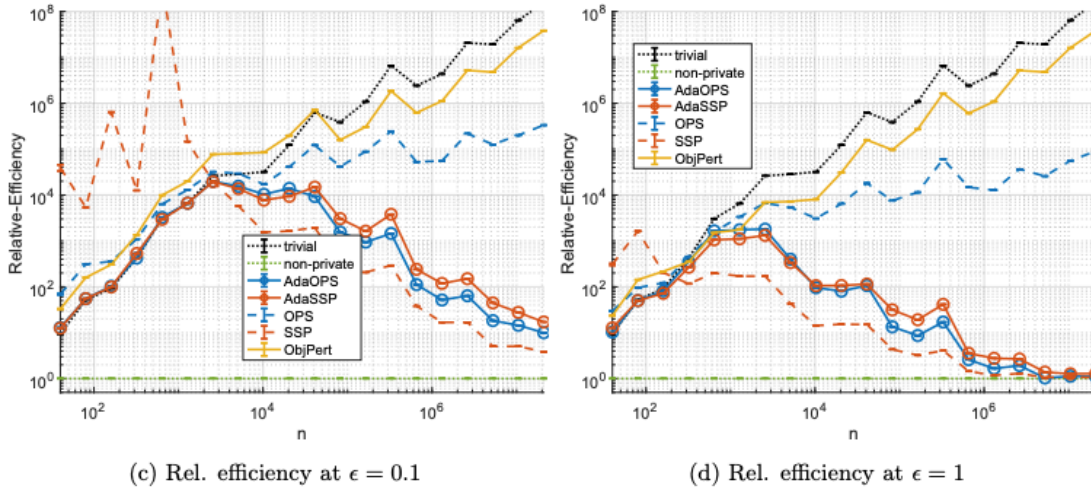 10^8
10^6
10^4
10^2
10^0
Relative-Efficiency
trivial
non-private
AdaOPS
AdaSSP
OPS
SSP
ObjPert
10^2
10^4
10^6
n
(c) Rel. efficiency at ϵ = 0.1
10^8
10^6
10^4
10^2
10^0
Relative-Efficiency
trivial
non-private
AdaOPS
AdaSSP
OPS
SSP
ObjPert
10^2
10^4
10^6
n
(d) Rel. efficiency at ϵ = 1